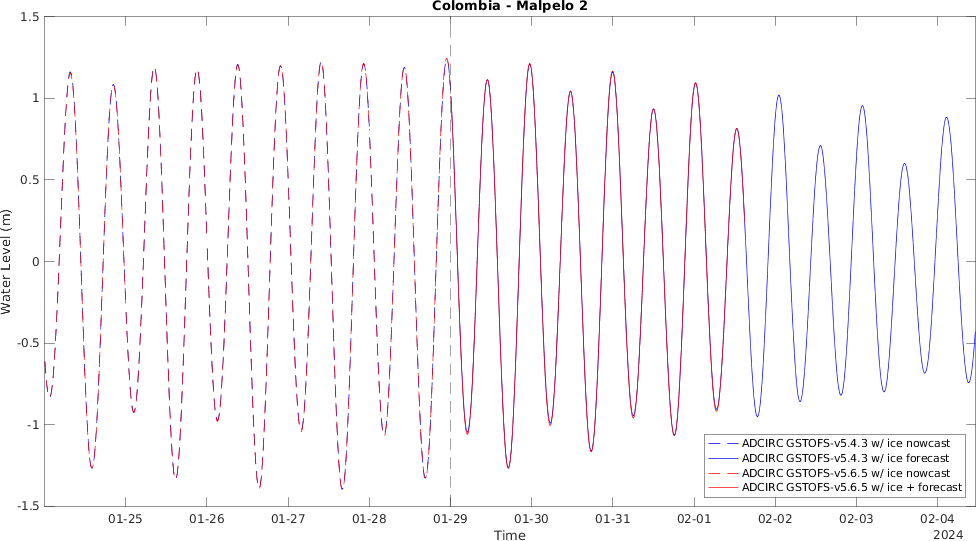 Colombia - Malpelo 2
1.5
1
0.5
0
-0.5
-1
-1.5
Water Level (m)
01-25 01-26 01-27 01-28 01-29 01-30 01-31 02-01 02-02 02-03 02-04
Time
2024
ADCIRC GSTOFS-v5.4.3 w/ ice nowcast
ADCIRC GSTOFS-v5.4.3 w/ ice forecast
ADCIRC GSTOFS-v5.6.5 w/ ice nowcast
ADCIRC GSTOFS-v5.6.5 w/ ice + forecast